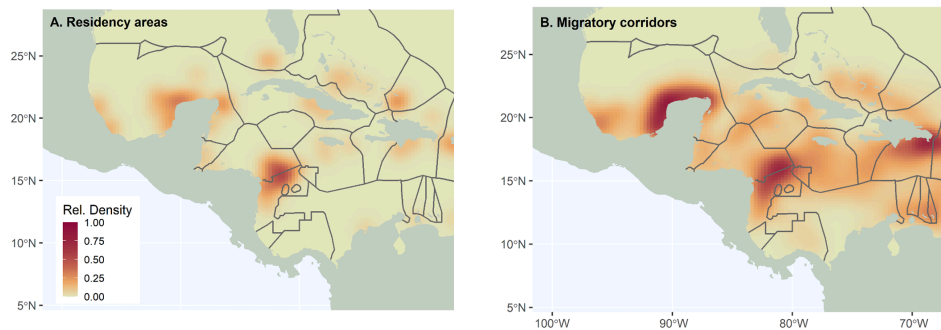 A. Residency areas
25°N
20°N
15°N
10°N
5°N
Rel. Density
1.00
0.75
0.50
0.25
0.00
B. Migratory corridors
25°N
20°N
15°N
10°N
5°N
100°W
90°W
80°W
70°W